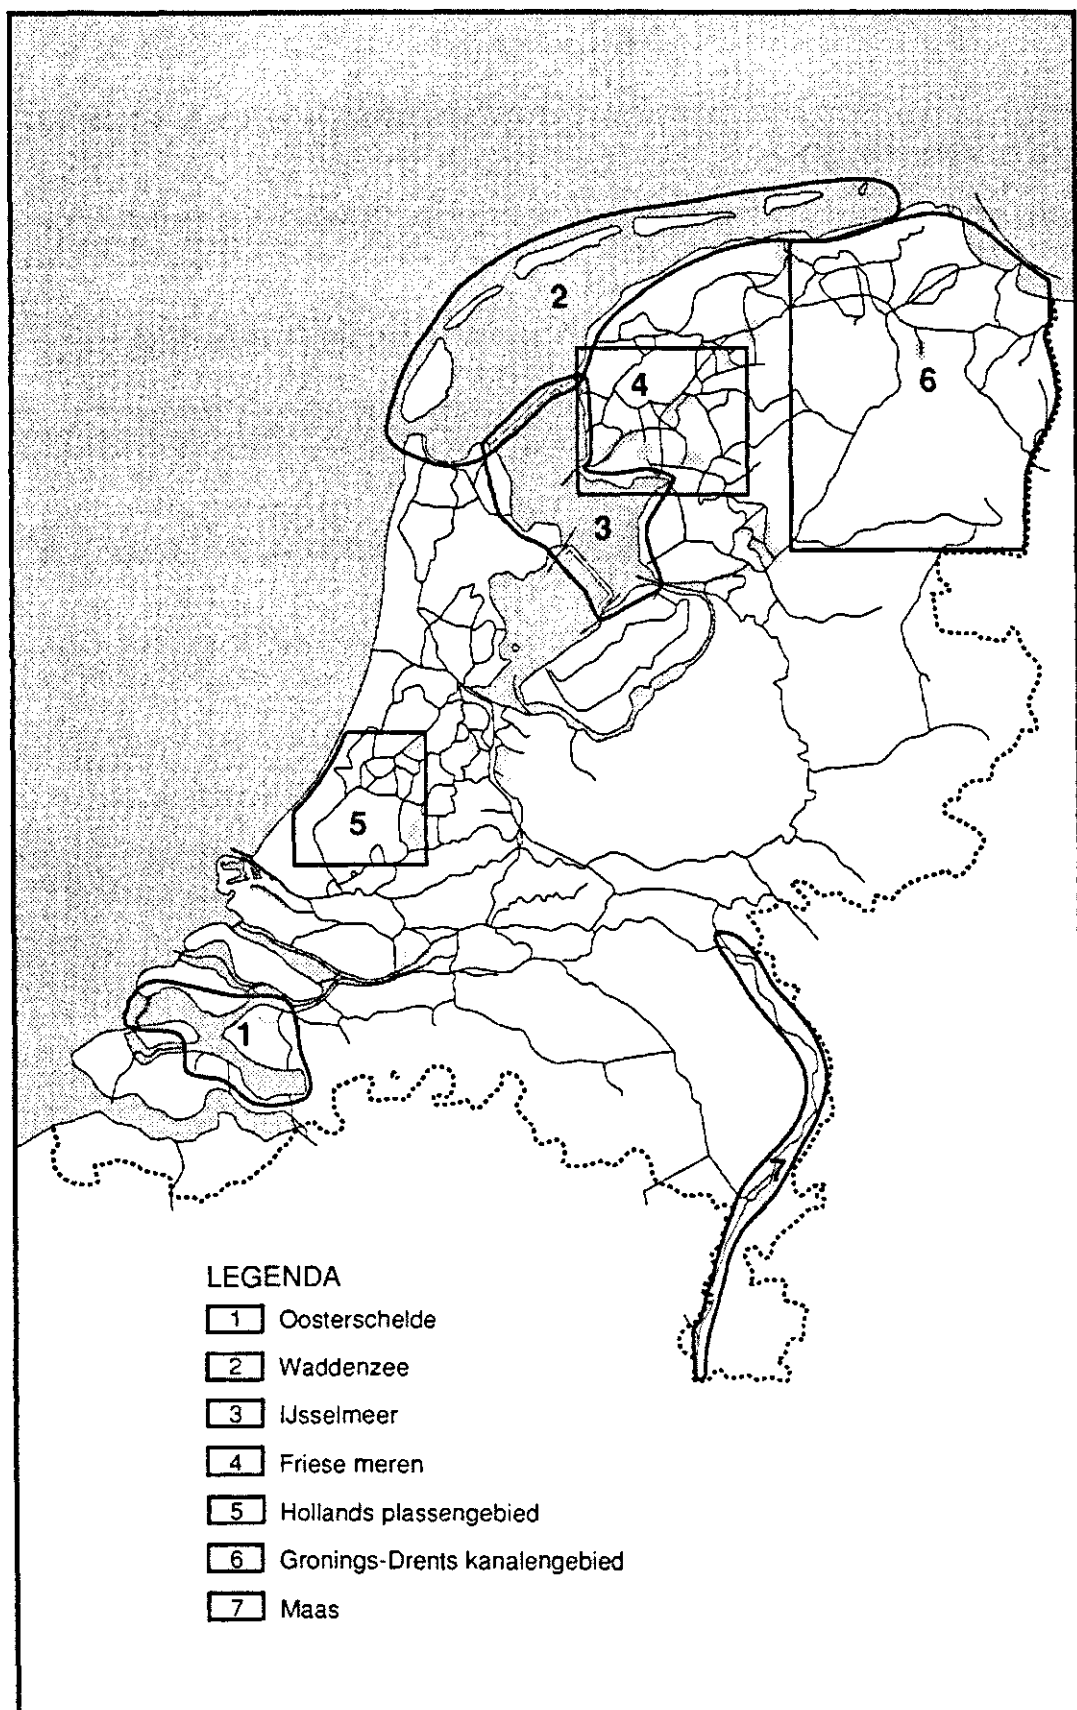 2
4
6
3
5
1
7
LEGENDA
1 Oosterschelde
2 Waddenzee
3 IJsselmeer
4 Friese meren
5 Hollands plassengebied
6 Gronings-Drents kanalengebied
7 Maas